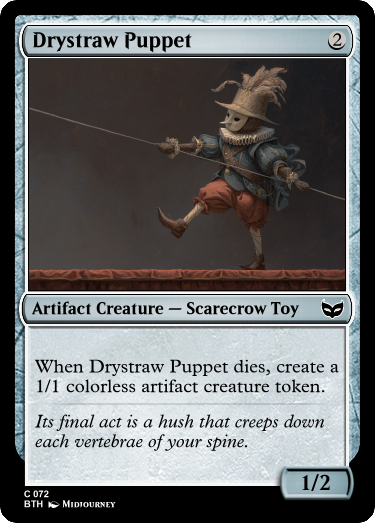 Drystraw Puppet 2
Artifact Creature — Scarecrow Toy
When Drystraw Puppet dies, create a
1/1 colorless artifact creature token.
Its final act is a hush that creeps down
each vertebrae of your spine.
1/2
C 072
BTH Midjourney